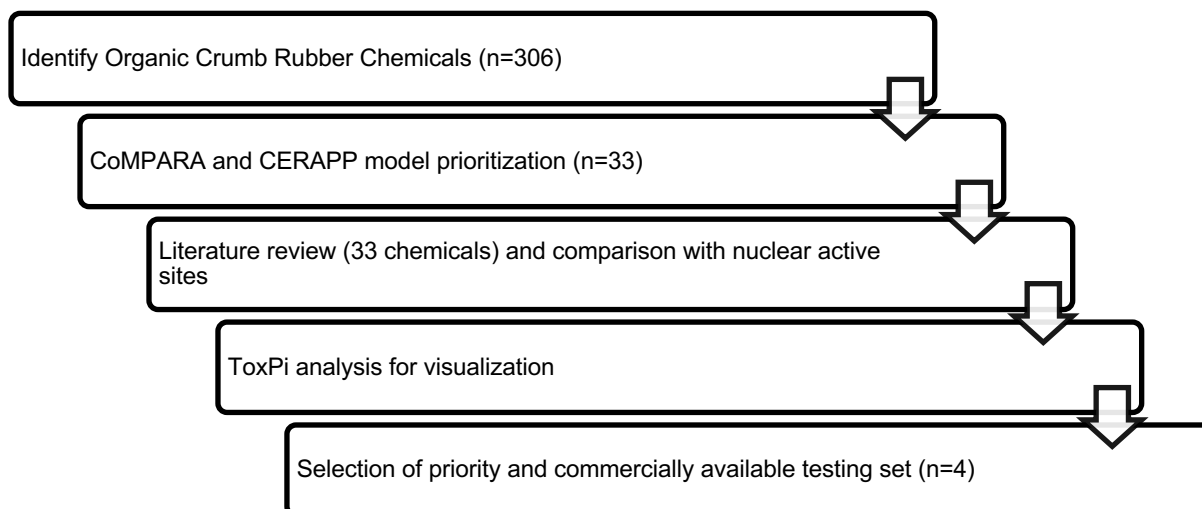 Identify Organic Crumb Rubber Chemicals (n=306)
CoMPARA and CERAPP model prioritization (n=33)
Literature review (33 chemicals) and comparison with nuclear active
sites
ToxPi analysis for visualization
Selection of priority and commercially available testing set (n=4)